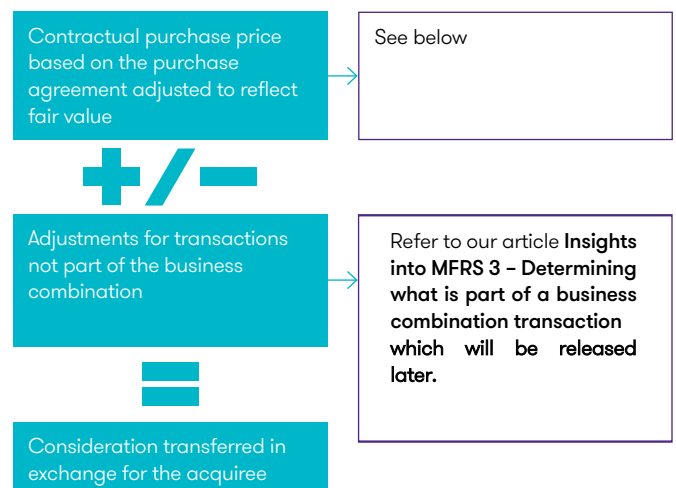 Contractual purchase price
based on the purchase
agreement adjusted to reflect
fair value
See below
+/−
Adjustments for transactions
not part of the business
combination
Refer to our article Insights
into MFRS 3 – Determining
what is part of a business
combination transaction
which will be released
later.
=
Consideration transferred in
exchange for the acquiree